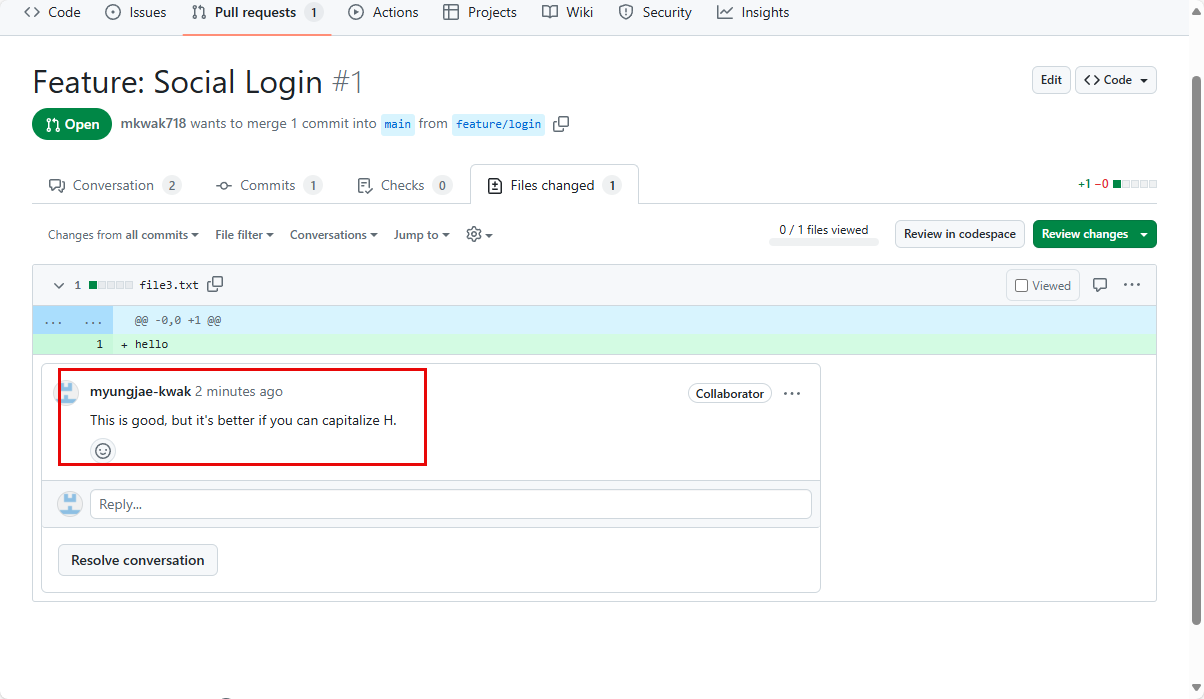 Code Issues Pull requests 1 Actions Projects Wiki Security Insights
Feature: Social Login #1
Edit Code
Open mkwak718 wants to merge 1 commit into main from feature/login
Conversation 2 Commits 1 Checks 0 Files changed 1 +1 −0
Changes from all commits File filter Conversations Jump to 0 / 1 files viewed Review in codespace Review changes
1 file3.txt Viewed
... ... @@ -0,0 +1 @@
1 + hello
myungjae-kwak 2 minutes ago Collaborator
This is good, but it's better if you can capitalize H.
Reply...
Resolve conversation